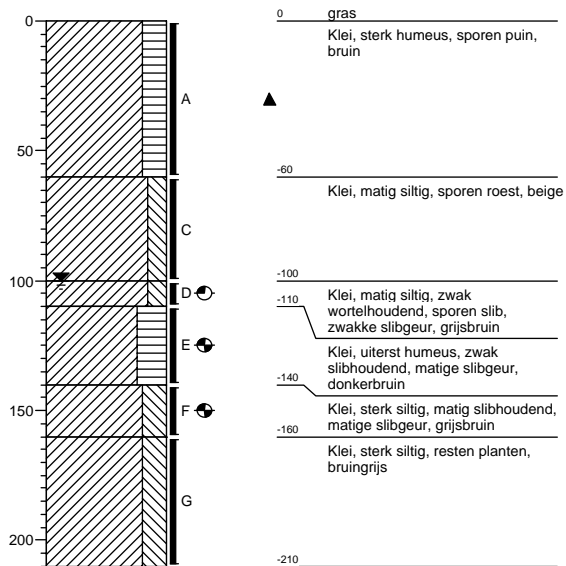 0
50
100
150
200
A
C
D
E
F
G
0
gras
Klei, sterk humeus, sporen puin,
bruin
-60
Klei, matig siltig, sporen roest, beige
-100
Klei, matig siltig, zwak
wortelhoudend, sporen slib,
zwakke slibgeur, grijsbruin
-110
Klei, uiterst humeus, zwak
slibhoudend, matige slibgeur,
donkerbruin
-140
Klei, sterk siltig, matig slibhoudend,
matige slibgeur, grijsbruin
-160
Klei, sterk siltig, resten planten,
bruingrijs
-210